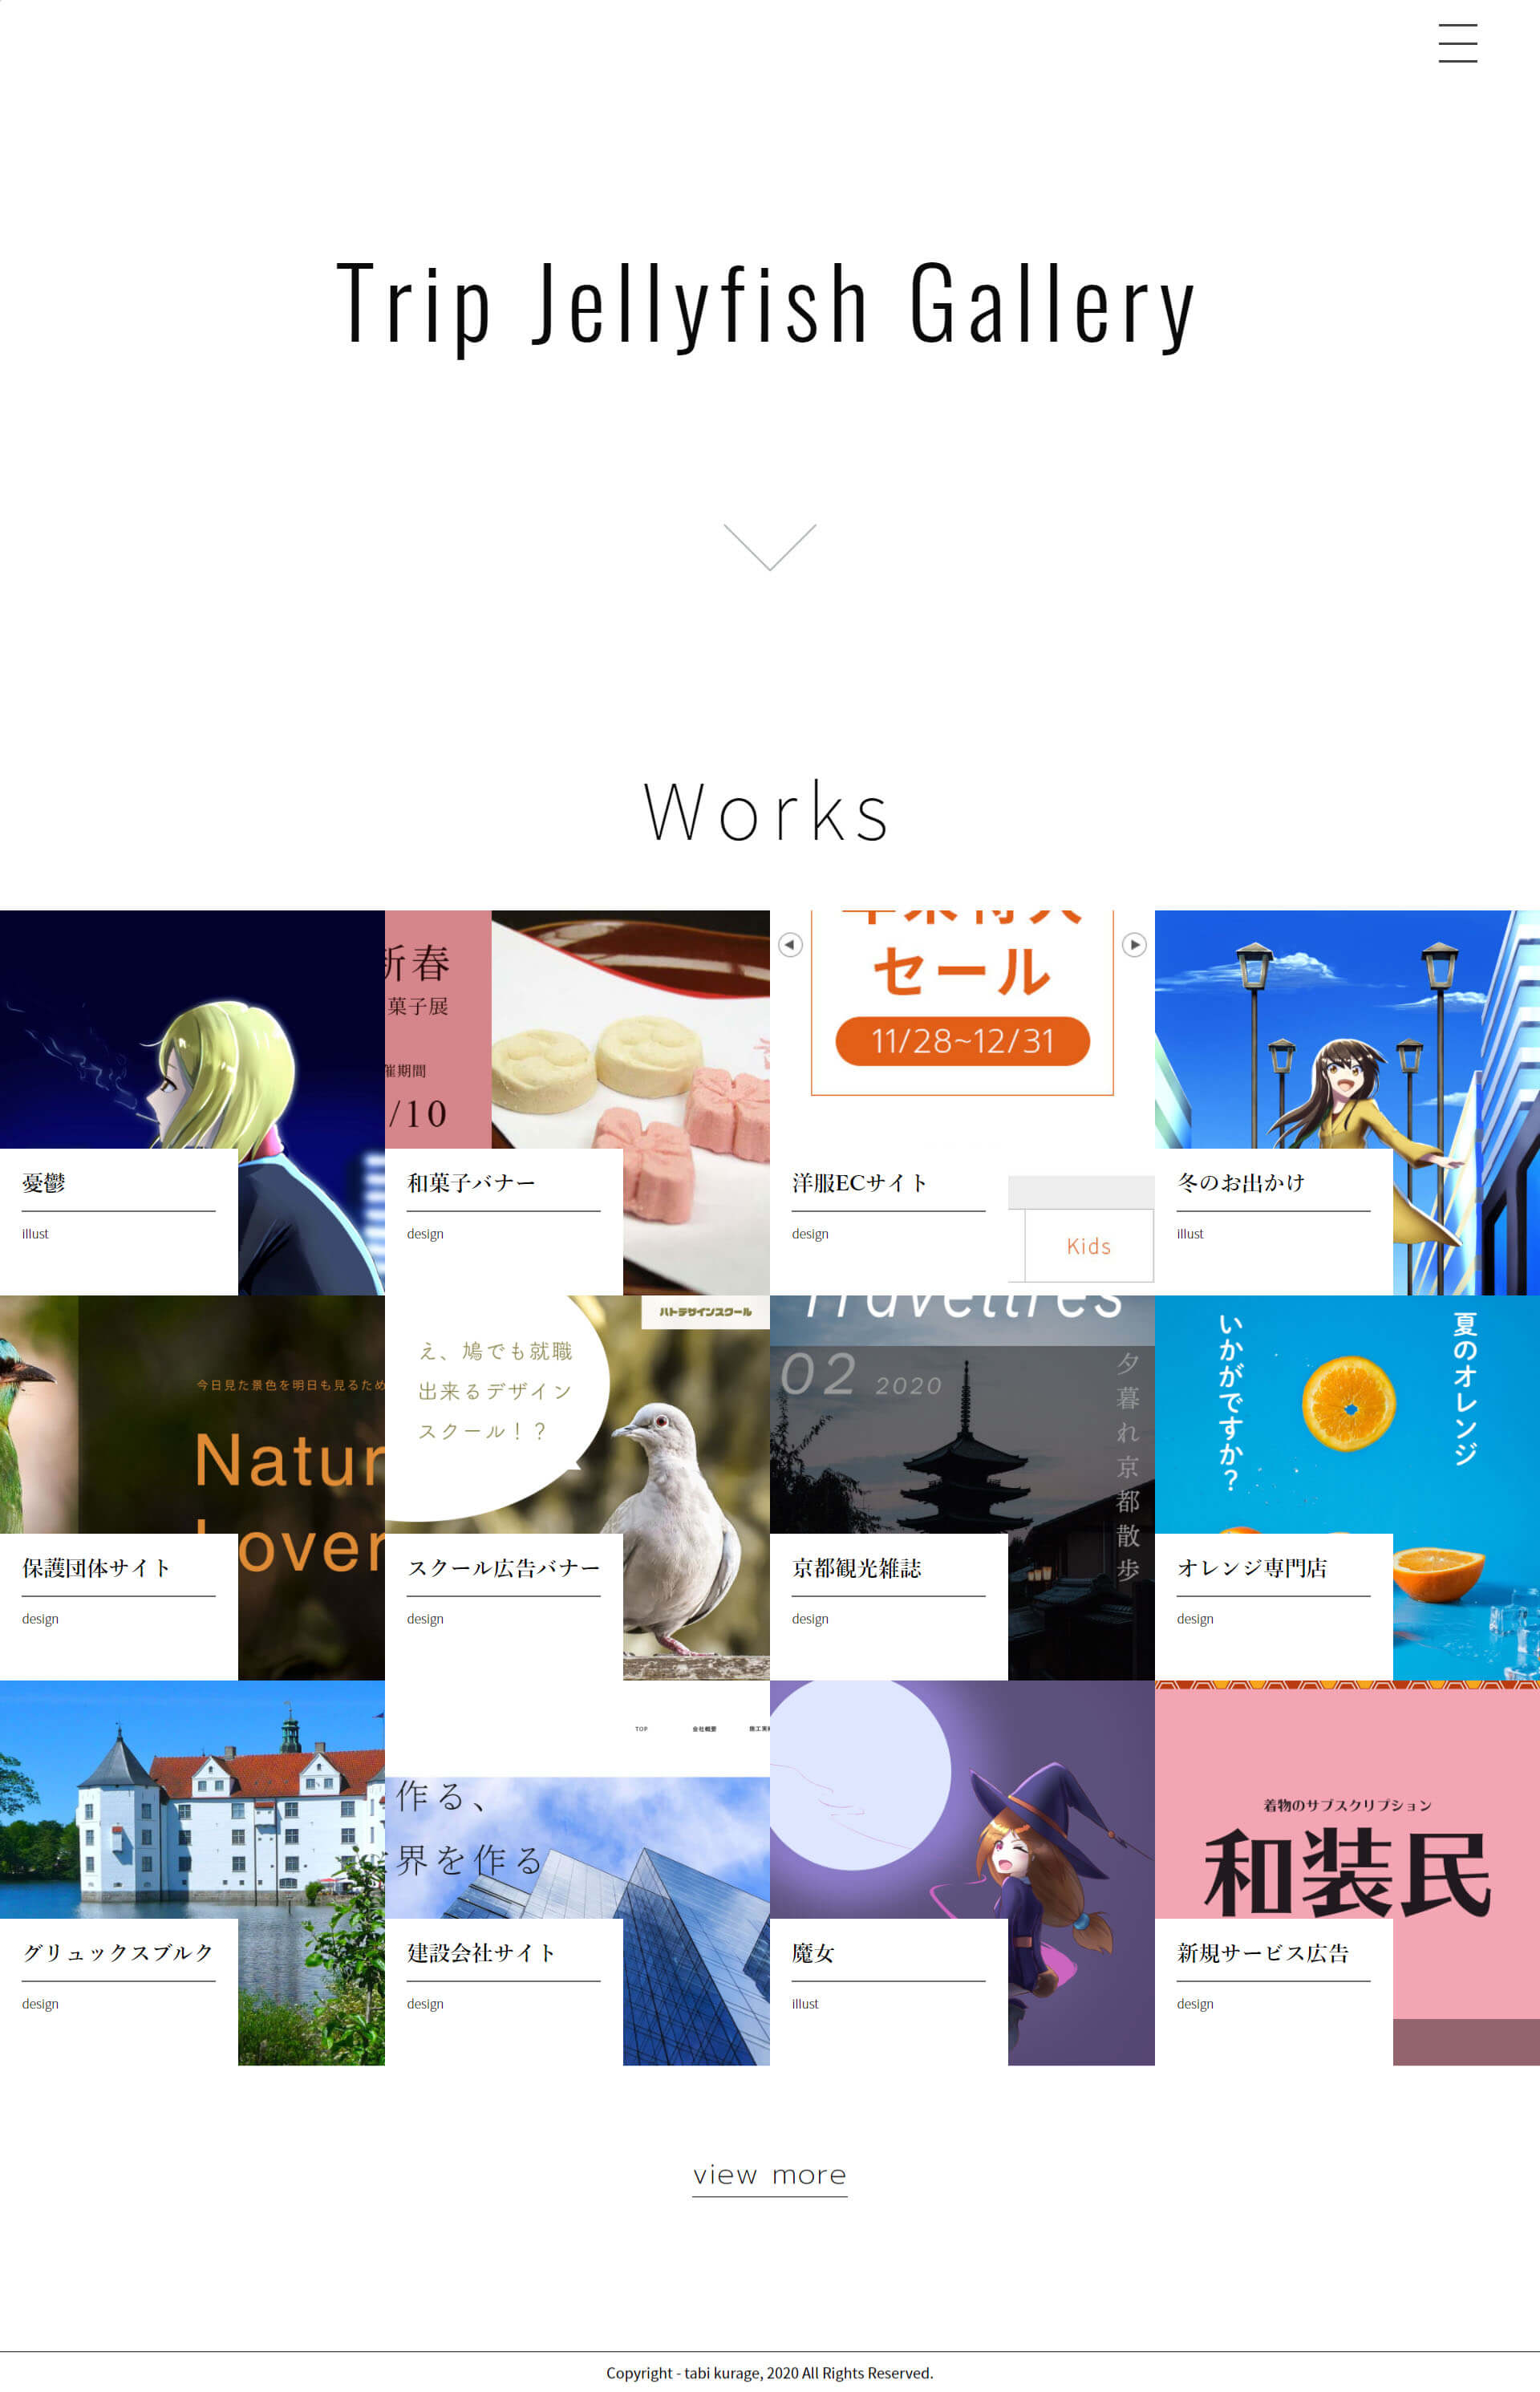 Trip Jellyfish Gallery
Works
新春
菓子展
催期間
/10
和菓子バナー
design
憂鬱
illust
セール
11/28~12/31
洋服ECサイト
design
Kids
冬のお出かけ
illust
今日見た景色を明日も見るため
Natur
Lover
保護団体サイト
design
ハトデザインスクール
え、鳩でも就職
出来るデザイン
スクール！？
スクール広告バナー
design
02 2020
夕暮れ京都散歩
京都観光雑誌
design
夏のオレンジ
いかがですか？
オレンジ専門店
design
グリュックスブルク
design
TOP 会社概要
作る、
界を作る
建設会社サイト
design
魔女
illust
着物のサブスクリプション
和装民
新規サービス広告
design
view more
Copyright - tabi kurage, 2020 All Rights Reserved.